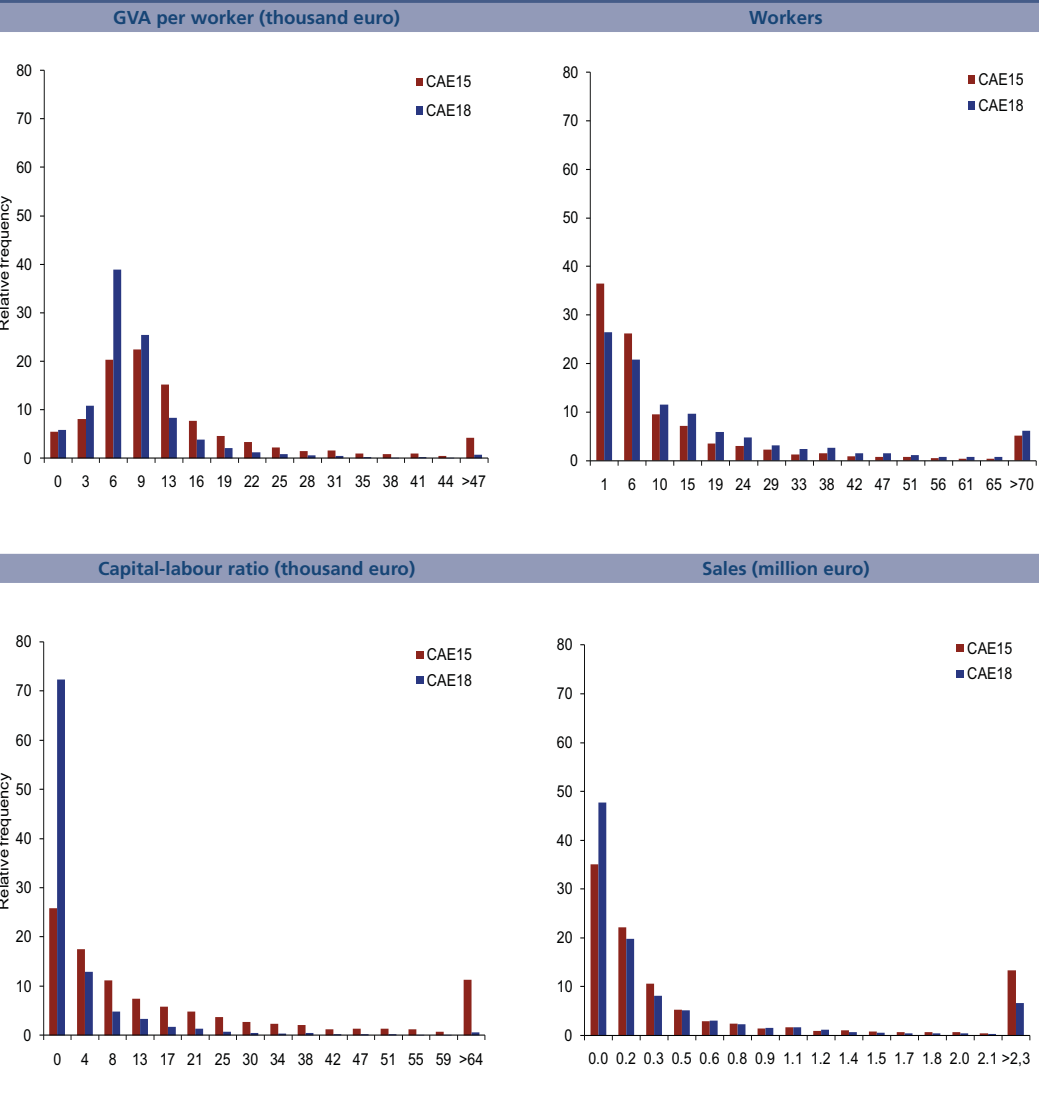 GVA per worker (thousand euro)
80
70
60
50
40
30
20
10
0
Relative frequency
CAE15
CAE18
0 3 6 9 13 16 19 22 25 28 31 35 38 41 44 >47
Workers
80
70
60
50
40
30
20
10
0
CAE15
CAE18
1 6 10 15 19 24 29 33 38 42 47 51 56 61 65 >70
Capital-labour ratio (thousand euro)
80
70
60
50
40
30
20
10
0
Relative frequency
CAE15
CAE18
0 4 8 13 17 21 25 30 34 38 42 47 51 55 59 >64
Sales (million euro)
80
70
60
50
40
30
20
10
0
CAE15
CAE18
0.0 0.2 0.3 0.5 0.6 0.8 0.9 1.1 1.2 1.4 1.5 1.7 1.8 2.0 2.1 >2,3